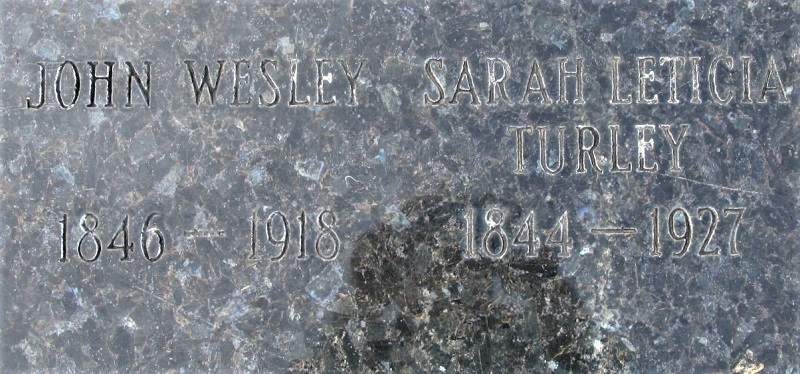 JOHN WESLEY SARAH LETICIA
TURLEY
1846 — 1918 1844 — 1927